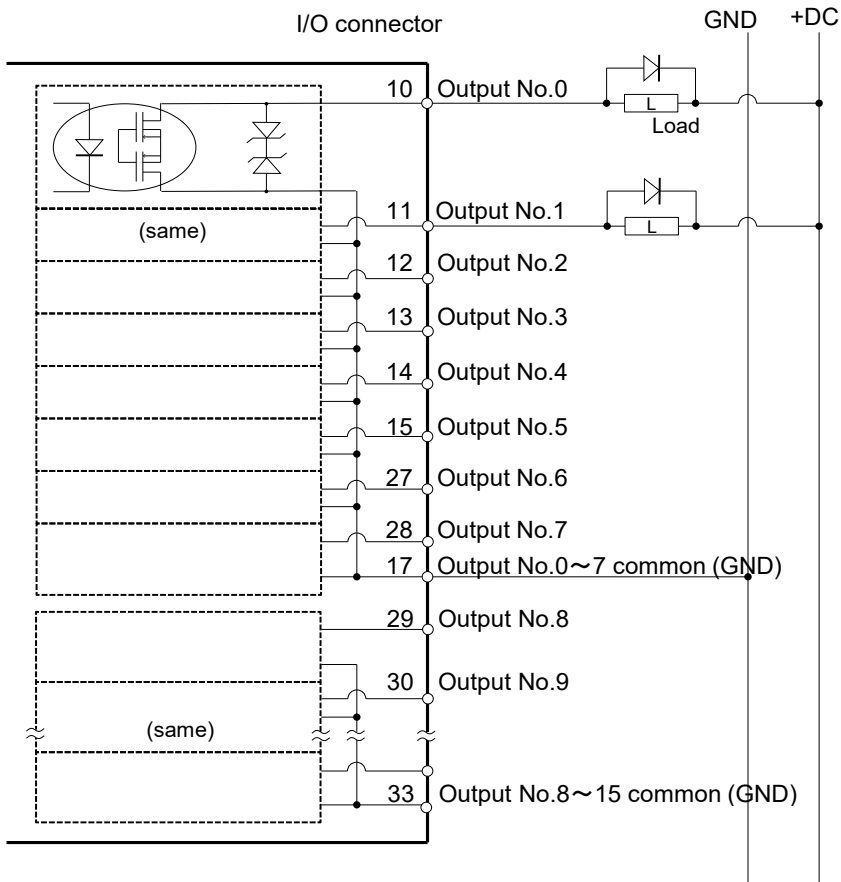 I/O connector
GND
+DC
10 Output No.0
L
Load
11 Output No.1
L
(same)
12 Output No.2
13 Output No.3
14 Output No.4
15 Output No.5
27 Output No.6
28 Output No.7
17 Output No.0～7 common (GND)
29 Output No.8
30 Output No.9
(same)
33 Output No.8～15 common (GND)